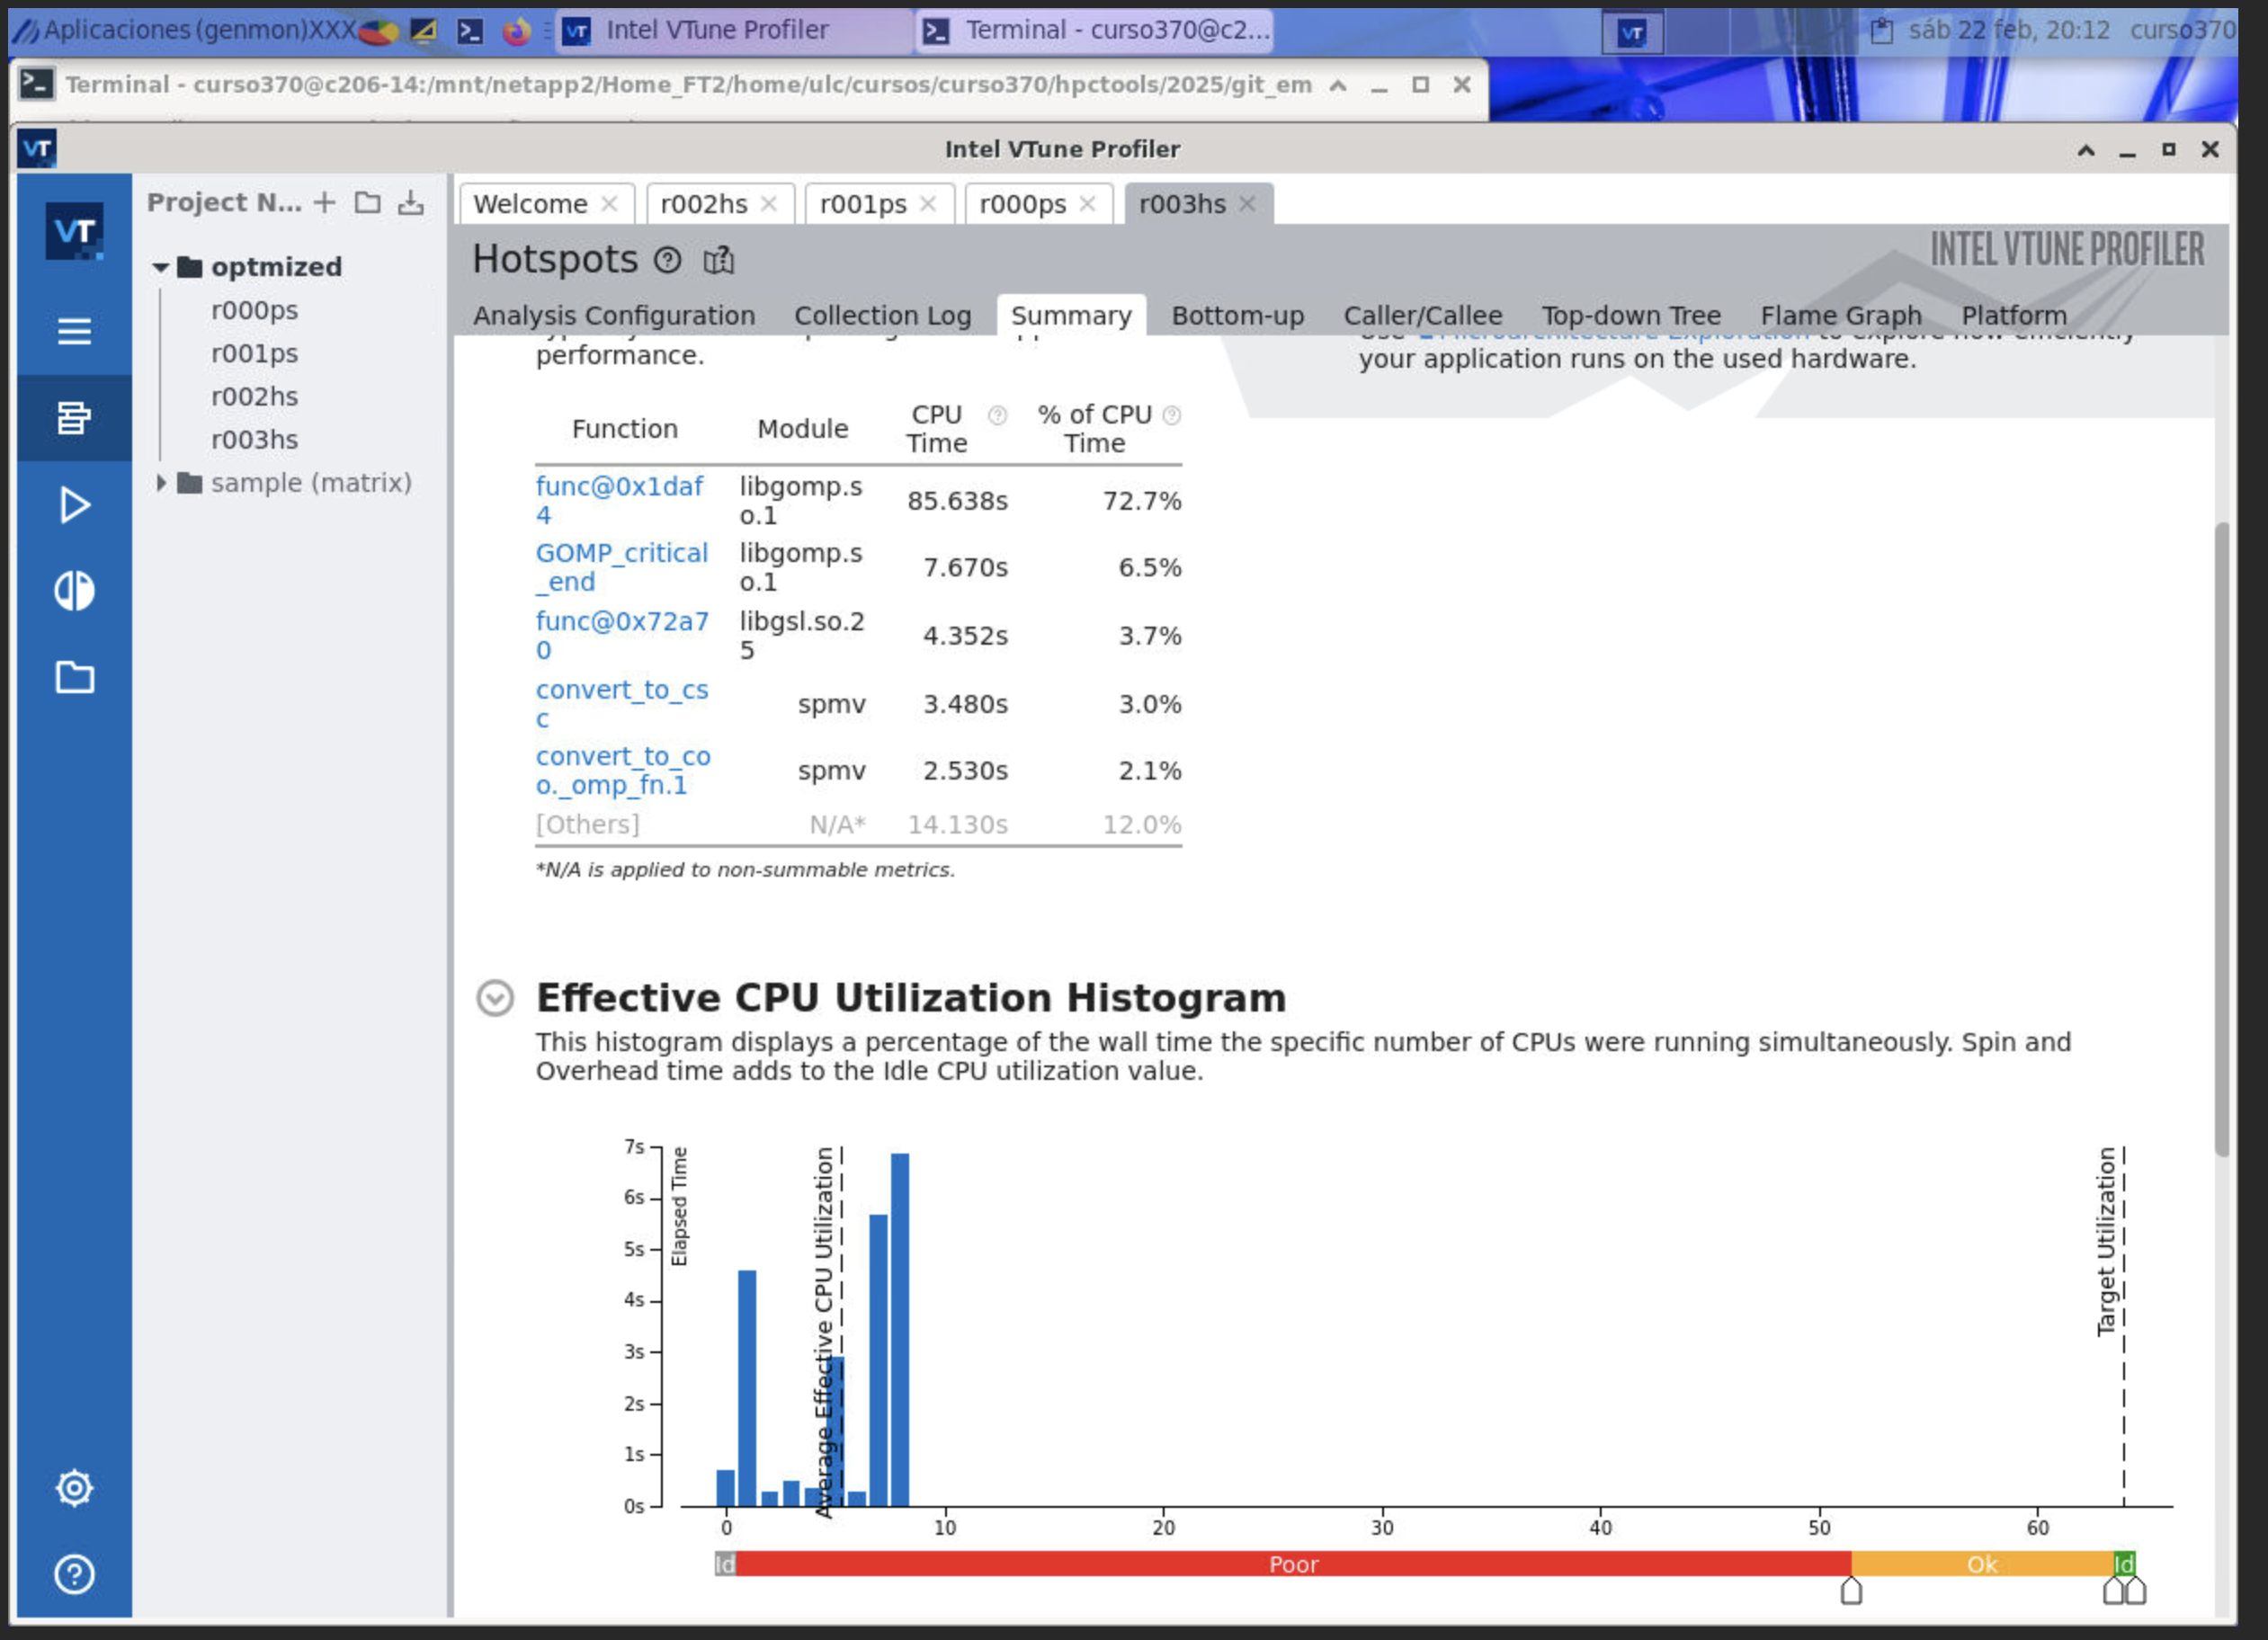 Aplicaciones (genmon)XXX
Intel VTune Profiler
Terminal - curso370@c2...
sáb 22 feb, 20:12
curso370
Terminal - curso370@c206-14:/mnt/netapp2/Home_FT2/home/ulc/cursos/curso370/hpctools/2025/git_em
VT
Intel VTune Profiler
VT
Project N...
optmized
r000ps
r001ps
r002hs
r003hs
sample (matrix)
Welcome
r002hs
r001ps
r000ps
r003hs
Hotspots
INTEL VTUNE PROFILER
Analysis Configuration
Collection Log
Summary
Bottom-up
Caller/Callee
Top-down Tree
Flame Graph
Platform
performance.
Use Microarchitecture Exploration to explore how efficiently
your application runs on the used hardware.
Function Module CPU Time % of CPU Time
func@0x1daf4 libgomp.so.1 85.638s 72.7%
GOMP_critical_end libgomp.so.1 7.670s 6.5%
func@0x72a70 libgsl.so.25 4.352s 3.7%
convert_to_csc spmv 3.480s 3.0%
convert_to_coo._omp_fn.1 spmv 2.530s 2.1%
[Others] N/A* 14.130s 12.0%
*N/A is applied to non-summable metrics.
Effective CPU Utilization Histogram
This histogram displays a percentage of the wall time the specific number of CPUs were running simultaneously. Spin and
Overhead time adds to the Idle CPU utilization value.
7s
6s
5s
4s
3s
2s
1s
0s
Elapsed Time
Average Effective CPU Utilization
Target Utilization
0 10 20 30 40 50 60
Id Poor Ok Id